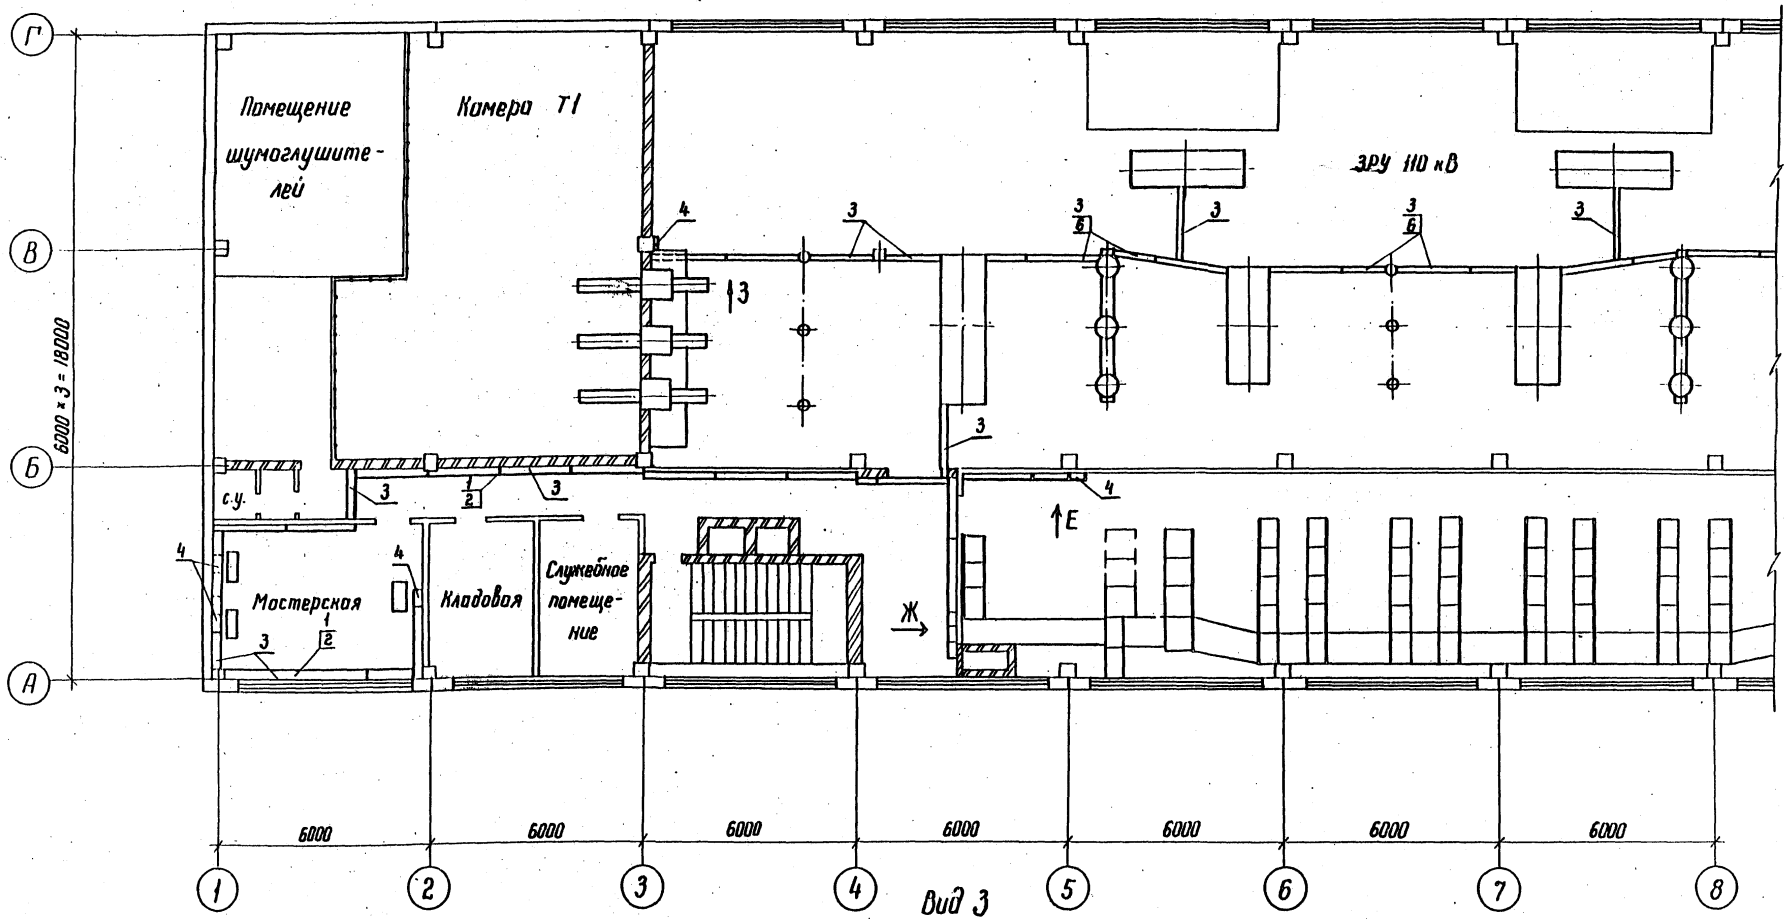 Г
Помещение
шумоглушите-
лей
Камера Т1
ЗРУ 110 кВ
4
3
3
6
3
3
6
3
В
З
6000 × 3 = 18000
3
Б
с.у.
3
1
2
3
4
Е
4
4
Мастерская
1
2
3
Кладовая
Служебное
помеще-
ние
Ж
А
6000
6000
6000
6000
6000
6000
6000
1
2
3
4
5
6
7
8
Вид З